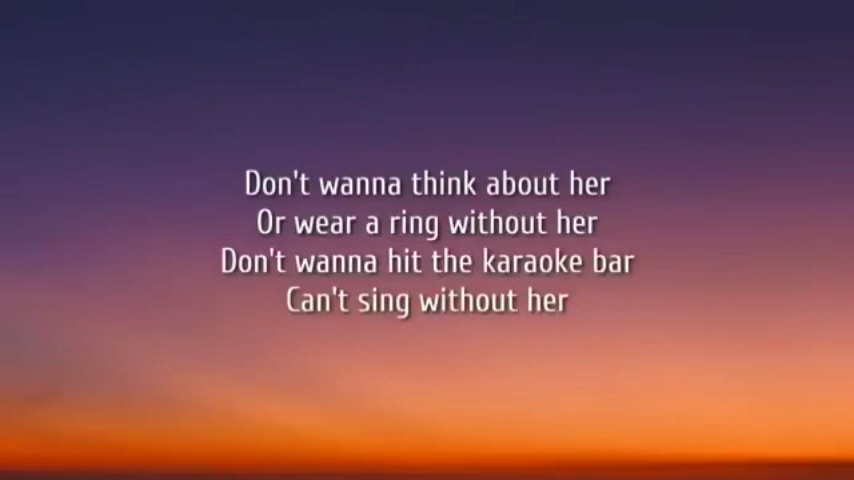 Don't wanna think about her
Or wear a ring without her
Don't wanna hit the karaoke bar
Can't sing without her